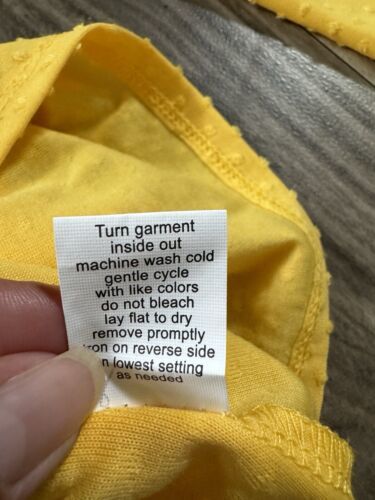 Turn garment
inside out
machine wash cold
gentle cycle
with like colors
do not bleach
lay flat to dry
remove promptly
iron on reverse side
on lowest setting
as needed